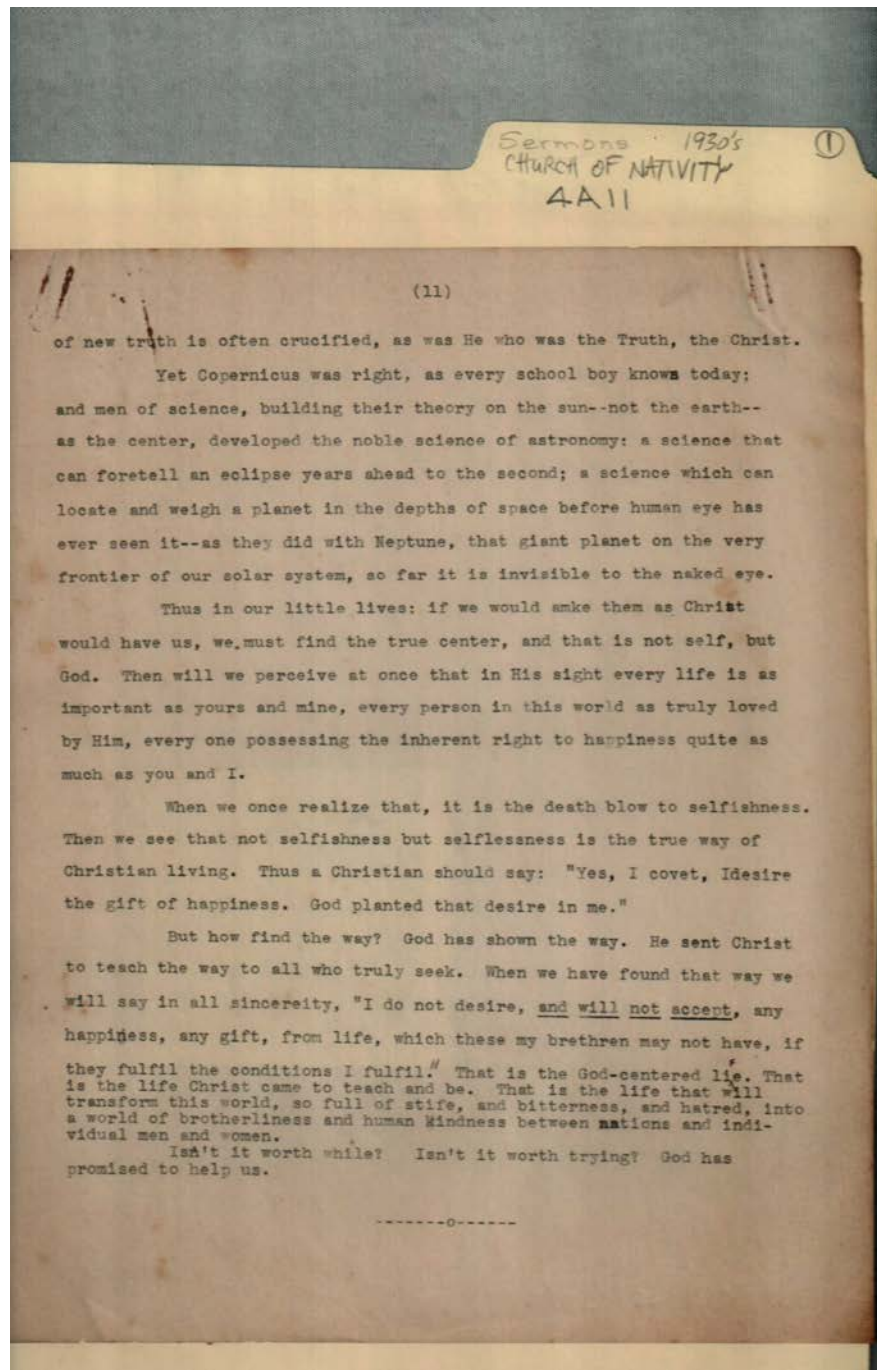 Sermons 1930's
①
CHURCH OF NATIVITY
4A11
(11)
of new truth is often crucified, as was He who was the Truth, the Christ.
Yet Copernicus was right, as every school boy knows today;
and men of science, building their theory on the sun--not the earth--
as the center, developed the noble science of astronomy: a science that
can foretell an eclipse years ahead to the second; a science which can
locate and weigh a planet in the depths of space before human eye has
ever seen it--as they did with Neptune, that giant planet on the very
frontier of our solar system, so far it is invisible to the naked eye.
Thus in our little lives: if we would amke them as Christ
would have us, we must find the true center, and that is not self, but
God. Then will we perceive at once that in His sight every life is as
important as yours and mine, every person in this world as truly loved
by Him, every one possessing the inherent right to happiness quite as
much as you and I.
When we once realize that, it is the death blow to selfishness.
Then we see that not selfishness but selflessness is the true way of
Christian living. Thus a Christian should say: "Yes, I covet, Idesire
the gift of happiness. God planted that desire in me."
But how find the way? God has shown the way. He sent Christ
to teach the way to all who truly seek. When we have found that way we
will say in all sincereity, "I do not desire, and will not accept, any
happiness, any gift, from life, which these my brethren may not have, if
they fulfil the conditions I fulfil." That is the God-centered life. That
is the life Christ came to teach and be. That is the life that will
transform this world, so full of stife, and bitterness, and hatred, into
a world of brotherliness and human kindness between nations and indi-
vidual men and women.
Isn't it worth while? Isn't it worth trying? God has
promised to help us.
-------o------